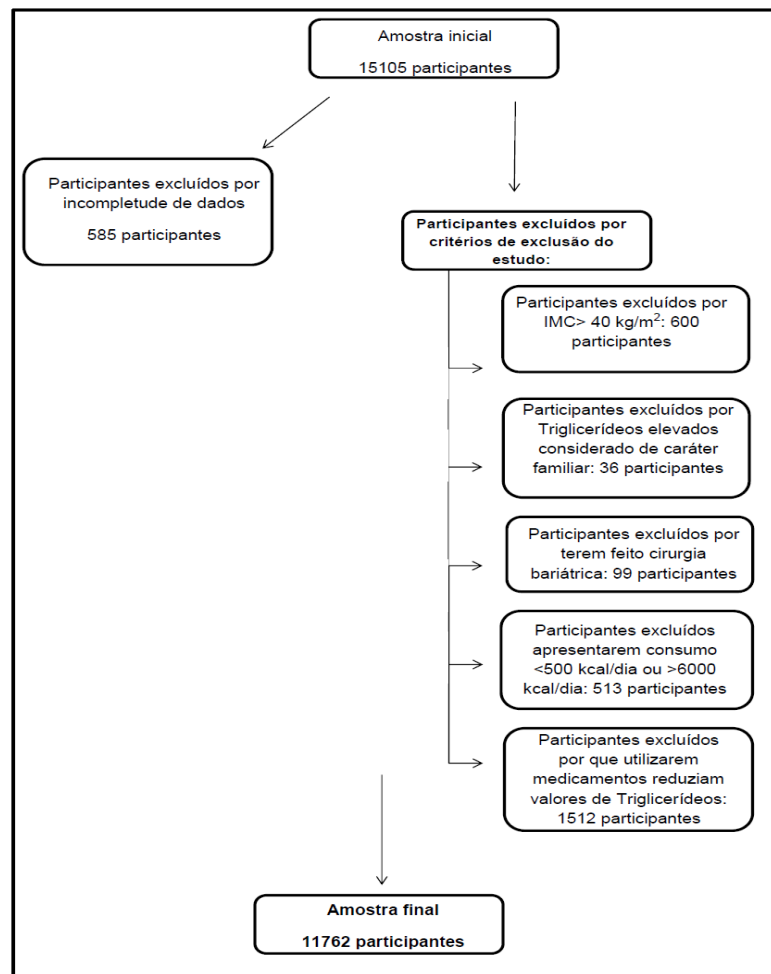 Amostra inicial
15105 participantes
Participantes excluídos por
incompletude de dados
585 participantes
Participantes excluídos por
critérios de exclusão do
estudo:
Participantes excluídos por
IMC> 40 kg/m²: 600
participantes
Participantes excluídos por
Triglicerídeos elevados
considerado de caráter
familiar: 36 participantes
Participantes excluídos por
terem feito cirurgia
bariátrica: 99 participantes
Participantes excluídos
apresentarem consumo
<500 kcal/dia ou >6000
kcal/dia: 513 participantes
Participantes excluídos
por que utilizarem
medicamentos reduziam
valores de Triglicerídeos:
1512 participantes
Amostra final
11762 participantes